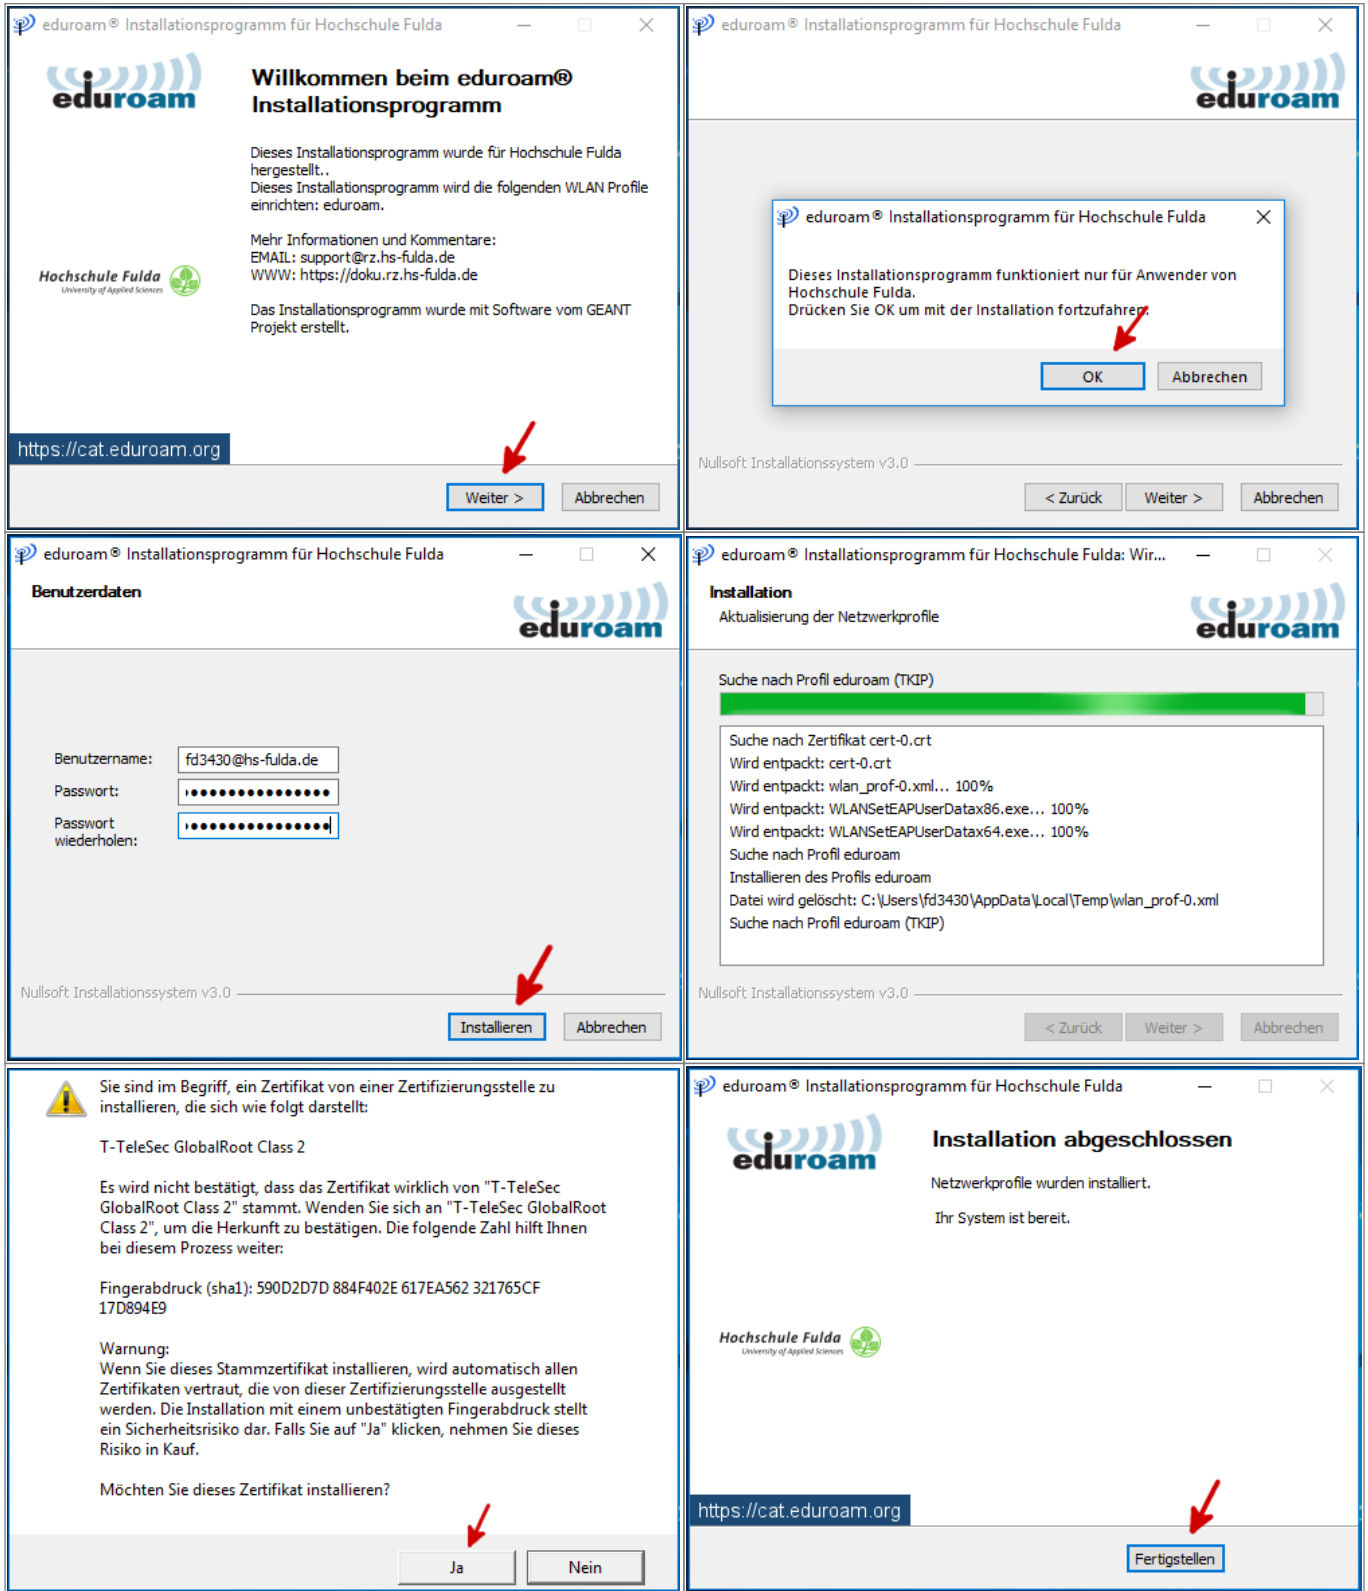 eduroam® Installationsprogramm für Hochschule Fulda
eduroam
Willkommen beim eduroam®
Installationsprogramm
Dieses Installationsprogramm wurde für Hochschule Fulda
hergestellt..
Dieses Installationsprogramm wird die folgenden WLAN Profile
einrichten: eduroam.
Mehr Informationen und Kommentare:
EMAIL: support@rz.hs-fulda.de
WWW: https://doku.rz.hs-fulda.de
Hochschule Fulda
University of Applied Sciences
Das Installationsprogramm wurde mit Software vom GEANT
Projekt erstellt.
https://cat.eduroam.org
Weiter >
Abbrechen
eduroam® Installationsprogramm für Hochschule Fulda
eduroam
eduroam® Installationsprogramm für Hochschule Fulda
Dieses Installationsprogramm funktioniert nur für Anwender von
Hochschule Fulda.
Drücken Sie OK um mit der Installation fortzufahren.
OK
Abbrechen
Nullsoft Installationssystem v3.0
< Zurück
Weiter >
Abbrechen
eduroam® Installationsprogramm für Hochschule Fulda
Benutzerdaten
eduroam
Benutzername:
fd3430@hs-fulda.de
Passwort:
Passwort
wiederholen:
Nullsoft Installationssystem v3.0
Installieren
Abbrechen
eduroam® Installationsprogramm für Hochschule Fulda: Wir...
Installation
Aktualisierung der Netzwerkprofile
eduroam
Suche nach Profil eduroam (TKIP)
Suche nach Zertifikat cert-0.crt
Wird entpackt: cert-0.crt
Wird entpackt: wlan_prof-0.xml... 100%
Wird entpackt: WLANSetEAPUserDatax86.exe... 100%
Wird entpackt: WLANSetEAPUserDatax64.exe... 100%
Suche nach Profil eduroam
Installieren des Profils eduroam
Datei wird gelöscht: C:\Users\fd3430\AppData\Local\Temp\wlan_prof-0.xml
Suche nach Profil eduroam (TKIP)
Nullsoft Installationssystem v3.0
< Zurück
Weiter >
Abbrechen
Sie sind im Begriff, ein Zertifikat von einer Zertifizierungsstelle zu
installieren, die sich wie folgt darstellt:
T-TeleSec GlobalRoot Class 2
Es wird nicht bestätigt, dass das Zertifikat wirklich von "T-TeleSec
GlobalRoot Class 2" stammt. Wenden Sie sich an "T-TeleSec GlobalRoot
Class 2", um die Herkunft zu bestätigen. Die folgende Zahl hilft Ihnen
bei diesem Prozess weiter:
Fingerabdruck (sha1): 590D2D7D 884F402E 617EA562 321765CF
17D894E9
Warnung:
Wenn Sie dieses Stammzertifikat installieren, wird automatisch allen
Zertifikaten vertraut, die von dieser Zertifizierungsstelle ausgestellt
werden. Die Installation mit einem unbestätigten Fingerabdruck stellt
ein Sicherheitsrisiko dar. Falls Sie auf "Ja" klicken, nehmen Sie dieses
Risiko in Kauf.
Möchten Sie dieses Zertifikat installieren?
Ja
Nein
eduroam® Installationsprogramm für Hochschule Fulda
eduroam
Installation abgeschlossen
Netzwerkprofile wurden installiert.
Ihr System ist bereit.
Hochschule Fulda
University of Applied Sciences
https://cat.eduroam.org
Fertigstellen